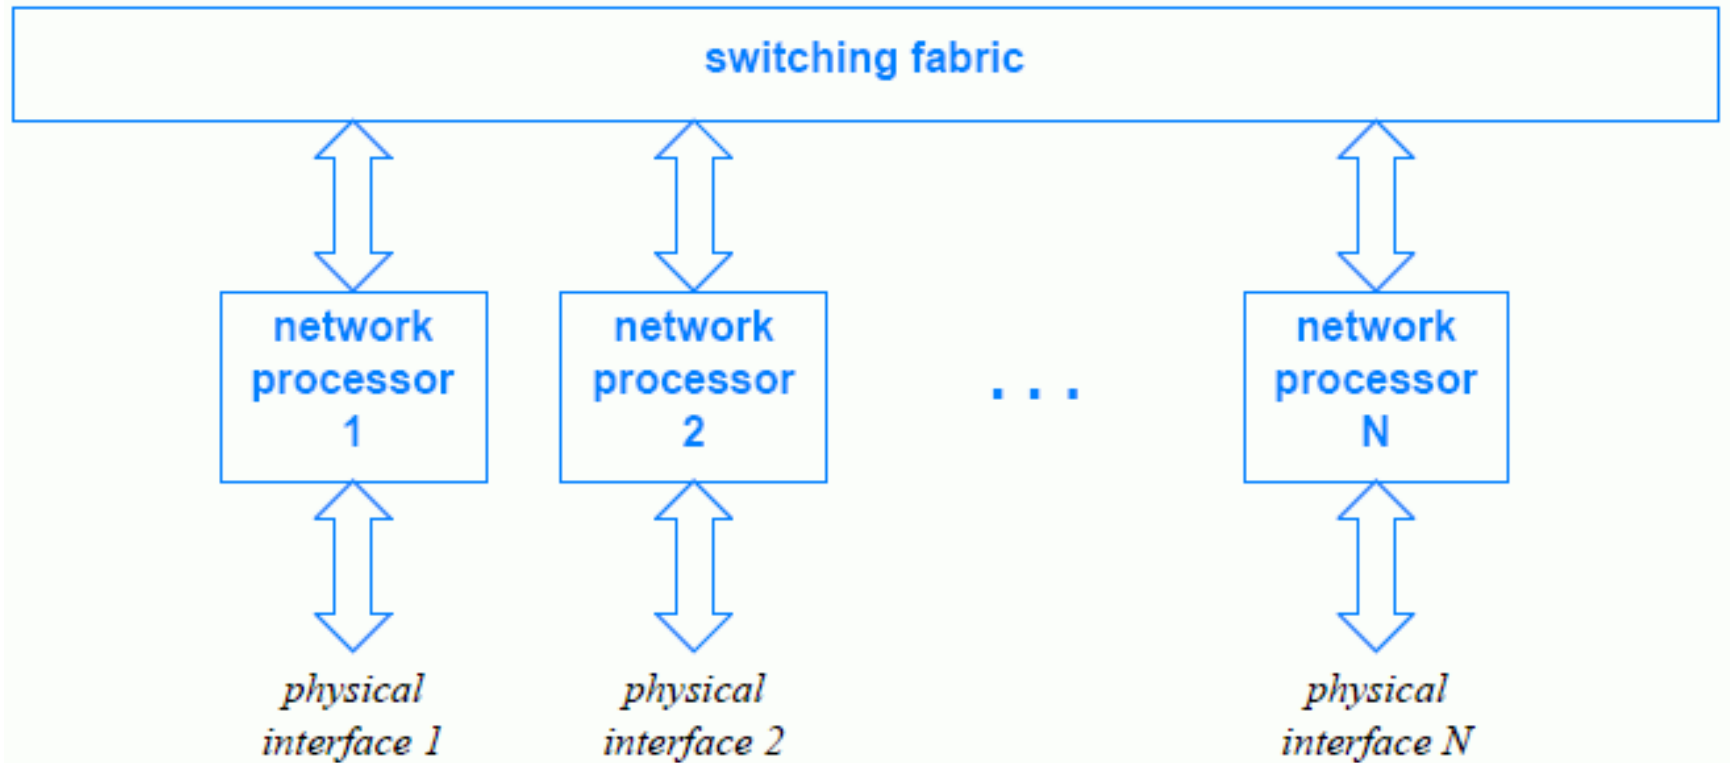 switching fabric
network
processor
1
network
processor
2
. . .
network
processor
N
physical
interface 1
physical
interface 2
physical
interface N